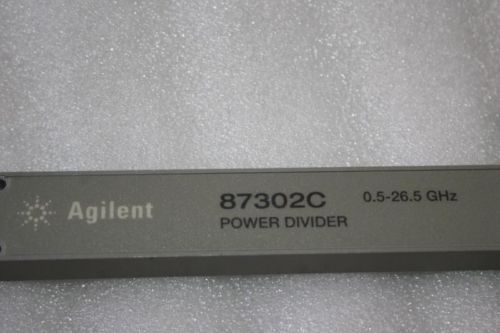 Agilent
87302C 0.5-26.5 GHz
POWER DIVIDER